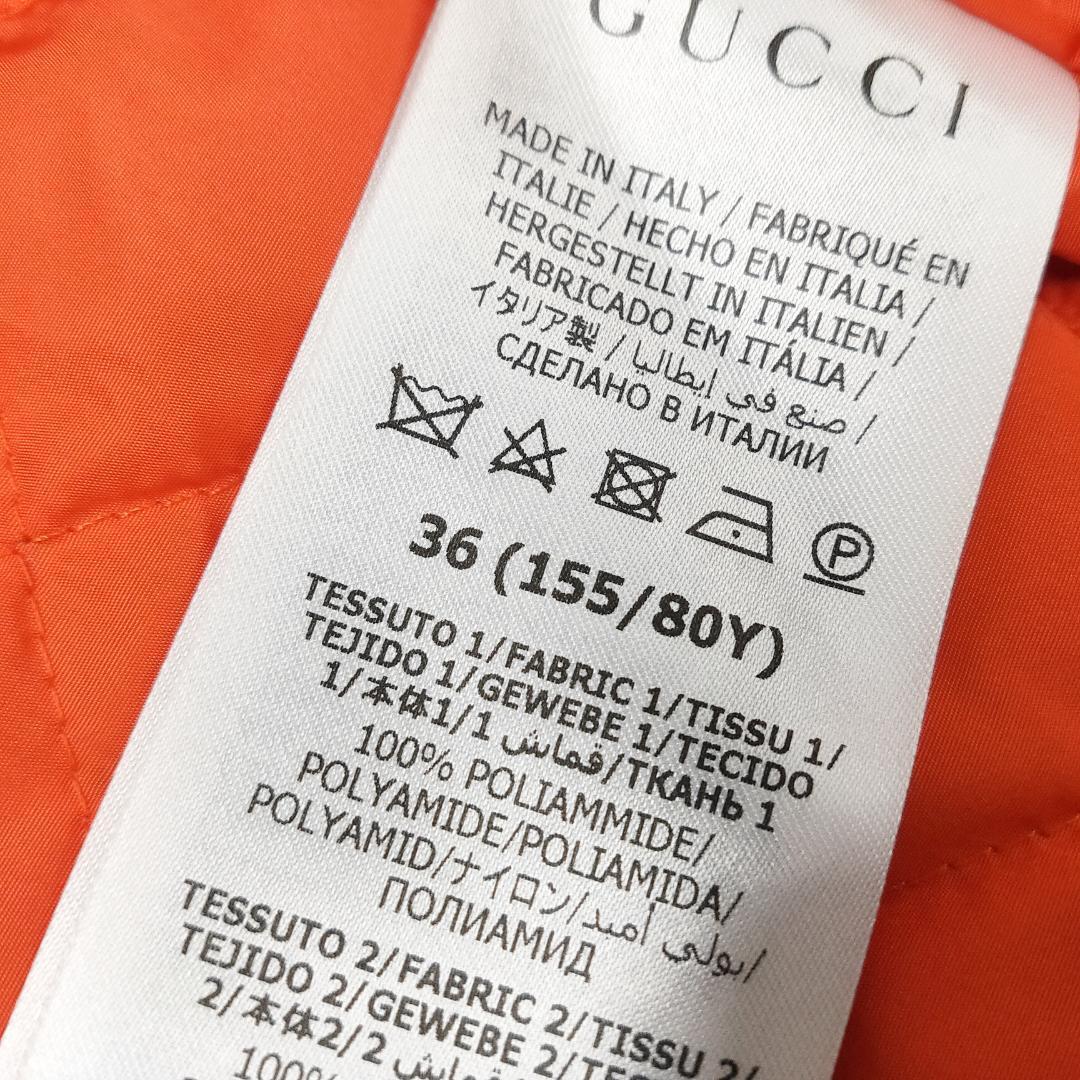 GUCCI
MADE IN ITALY / FABRIQUÉ EN
ITALIE / HECHO EN ITALIA /
HERGESTELLT IN ITALIEN /
FABRICADO EM ITÁLIA /
イタリア製 / صنع في إيطاليا /
СДЕЛАНО В ИТАЛИИ
P
36 (155/80Y)
TESSUTO 1/FABRIC 1/TISSU 1/
TEJIDO 1/GEWEBE 1/TECIDO
1/本体1/1 قماش/ТКАНЬ 1
100% POLIAMMIDE/
POLYAMIDE/POLIAMIDA/
POLYAMID/ナイロン/بولي أميد/
ПОЛИАМИД
TESSUTO 2/FABRIC 2/TISSU 2/
TEJIDO 2/GEWEBE 2/
2/本体2/2 قماش
100%